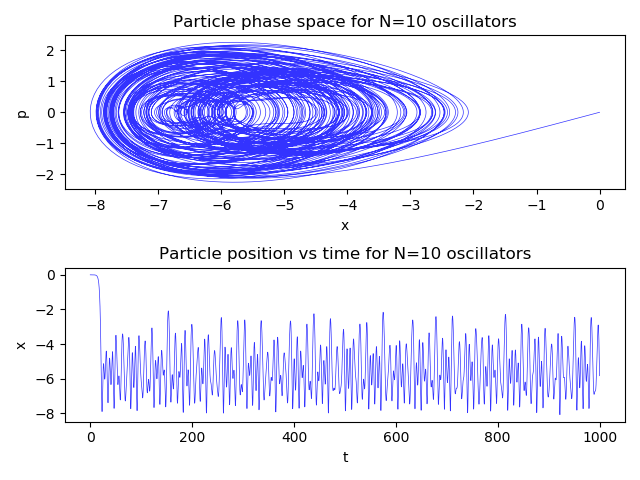 Particle phase space for N=10 oscillators
2
1
0
−1
−2
p
−8 −7 −6 −5 −4 −3 −2 −1 0
x
Particle position vs time for N=10 oscillators
0
−2
−4
−6
−8
x
0 200 400 600 800 1000
t